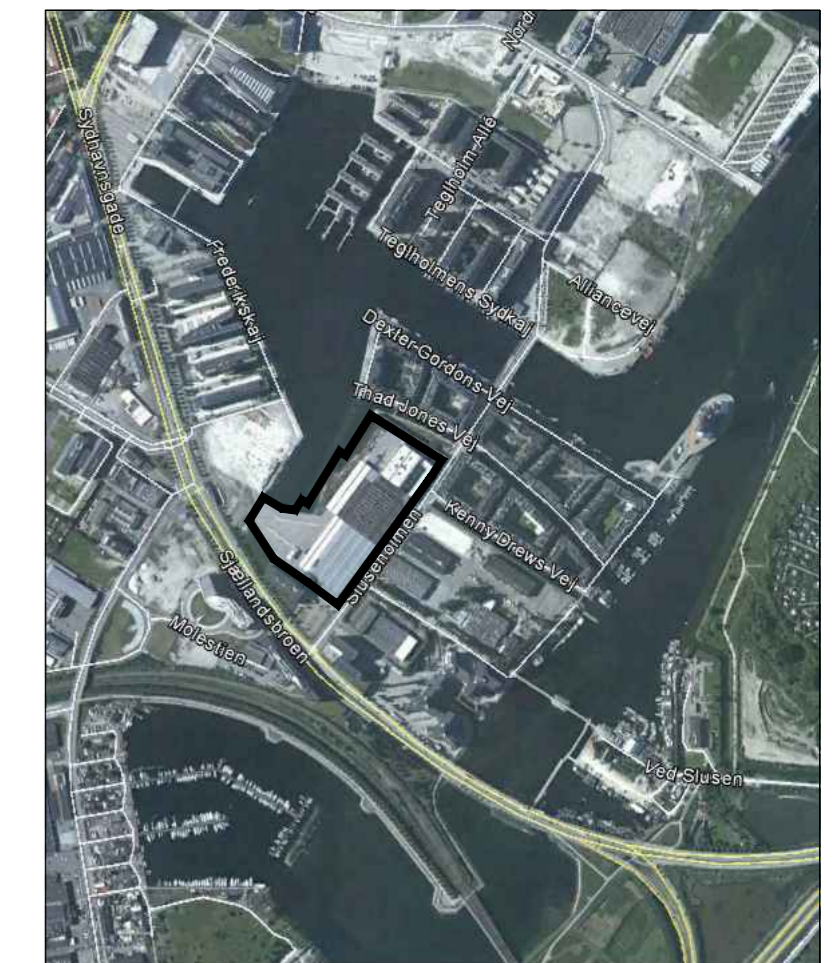 Nord
Sydhavnsgade
Teglholm Allé
Frederikskaj
Teglholmens Sydkaj
Alliancevej
Dexter Gordons Vej
Thad Jones Vej
Kenny Drews Vej
Slusenolmen
Sjællandsbroen
Molestien
Ved Slusen